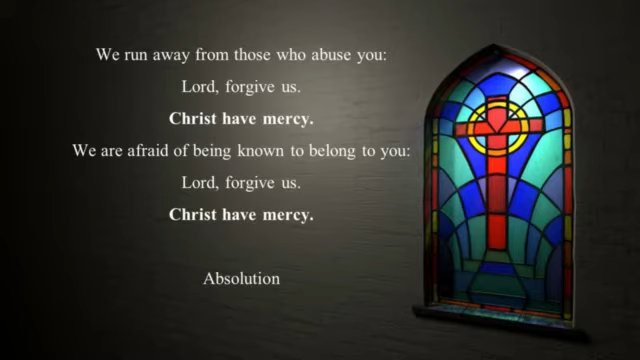 We run away from those who abuse you:
Lord, forgive us.
Christ have mercy.
We are afraid of being known to belong to you:
Lord, forgive us.
Christ have mercy.
Absolution